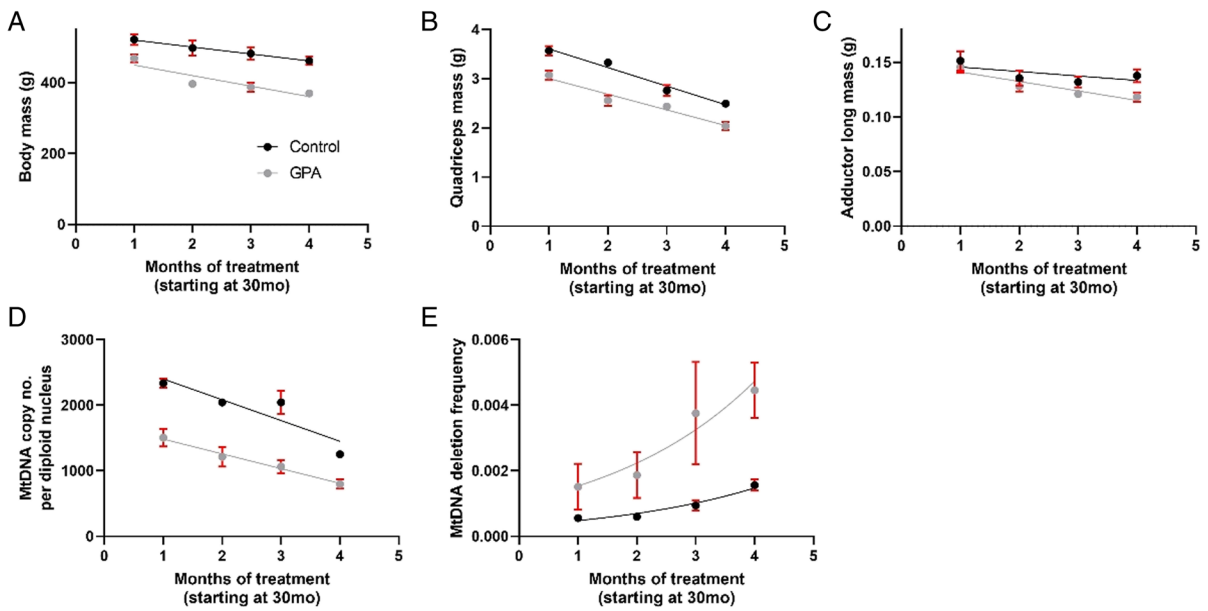 A
Body mass (g)
400
200
0
0 1 2 3 4 5
Months of treatment
(starting at 30mo)
Control
GPA
B
Quadriceps mass (g)
4
3
2
1
0
0 1 2 3 4 5
Months of treatment
(starting at 30mo)
C
Adductor long mass (g)
0.15
0.10
0.05
0.00
0 1 2 3 4 5
Months of treatment
(starting at 30mo)
D
MtDNA copy no.
per diploid nucleus
3000
2000
1000
0
0 1 2 3 4 5
Months of treatment
(starting at 30mo)
E
MtDNA deletion frequency
0.006
0.004
0.002
0.000
0 1 2 3 4 5
Months of treatment
(starting at 30mo)